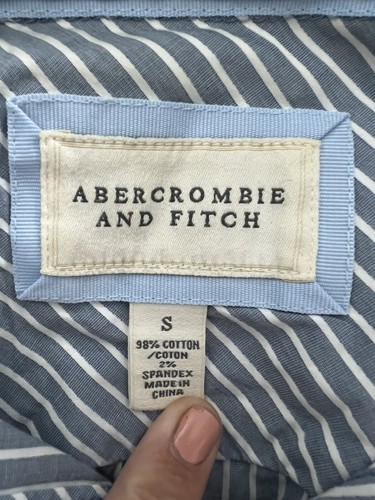 ABERCROMBIE
AND FITCH
S
98% COTTON
/COTON
2%
SPANDEX
MADE IN
CHINA